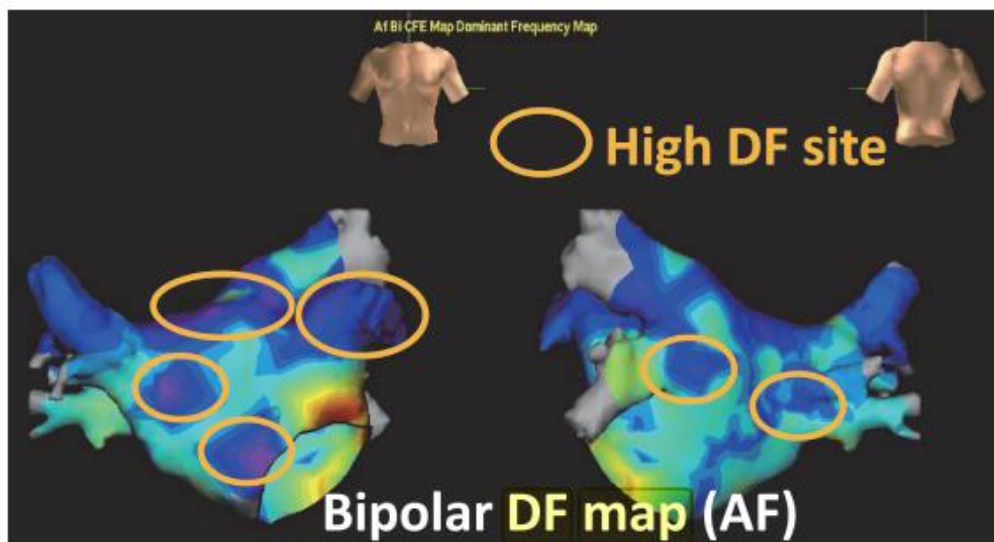 Af Bi CFE Map Dominant Frequency Map
High DF site
Bipolar DF map (AF)